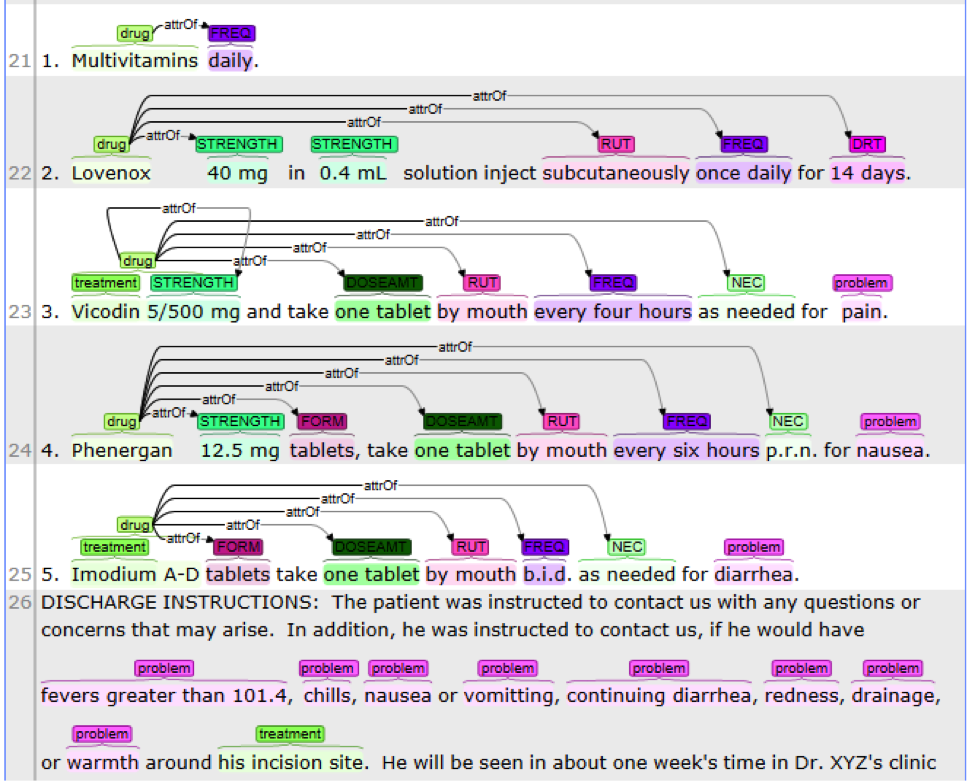 drug attrOf FREQ
21 1. Multivitamins daily.
attrOf
attrOf
attrOf
drug attrOf STRENGTH STRENGTH RUT FREQ DRT
22 2. Lovenox 40 mg in 0.4 mL solution inject subcutaneously once daily for 14 days.
attrOf
attrOf
attrOf
attrOf
drug attrOf
treatment STRENGTH DOSEAMT RUT FREQ NEC problem
23 3. Vicodin 5/500 mg and take one tablet by mouth every four hours as needed for pain.
attrOf
attrOf
attrOf
attrOf
attrOf
drug attrOf STRENGTH FORM DOSEAMT RUT FREQ NEC problem
24 4. Phenergan 12.5 mg tablets, take one tablet by mouth every six hours p.r.n. for nausea.
attrOf
attrOf
attrOf
drug attrOf
treatment attrOf FORM DOSEAMT RUT FREQ NEC problem
25 5. Imodium A-D tablets take one tablet by mouth b.i.d. as needed for diarrhea.
26 DISCHARGE INSTRUCTIONS: The patient was instructed to contact us with any questions or
concerns that may arise. In addition, he was instructed to contact us, if he would have
problem problem problem problem problem problem problem
fevers greater than 101.4, chills, nausea or vomitting, continuing diarrhea, redness, drainage,
problem treatment
or warmth around his incision site. He will be seen in about one week's time in Dr. XYZ's clinic